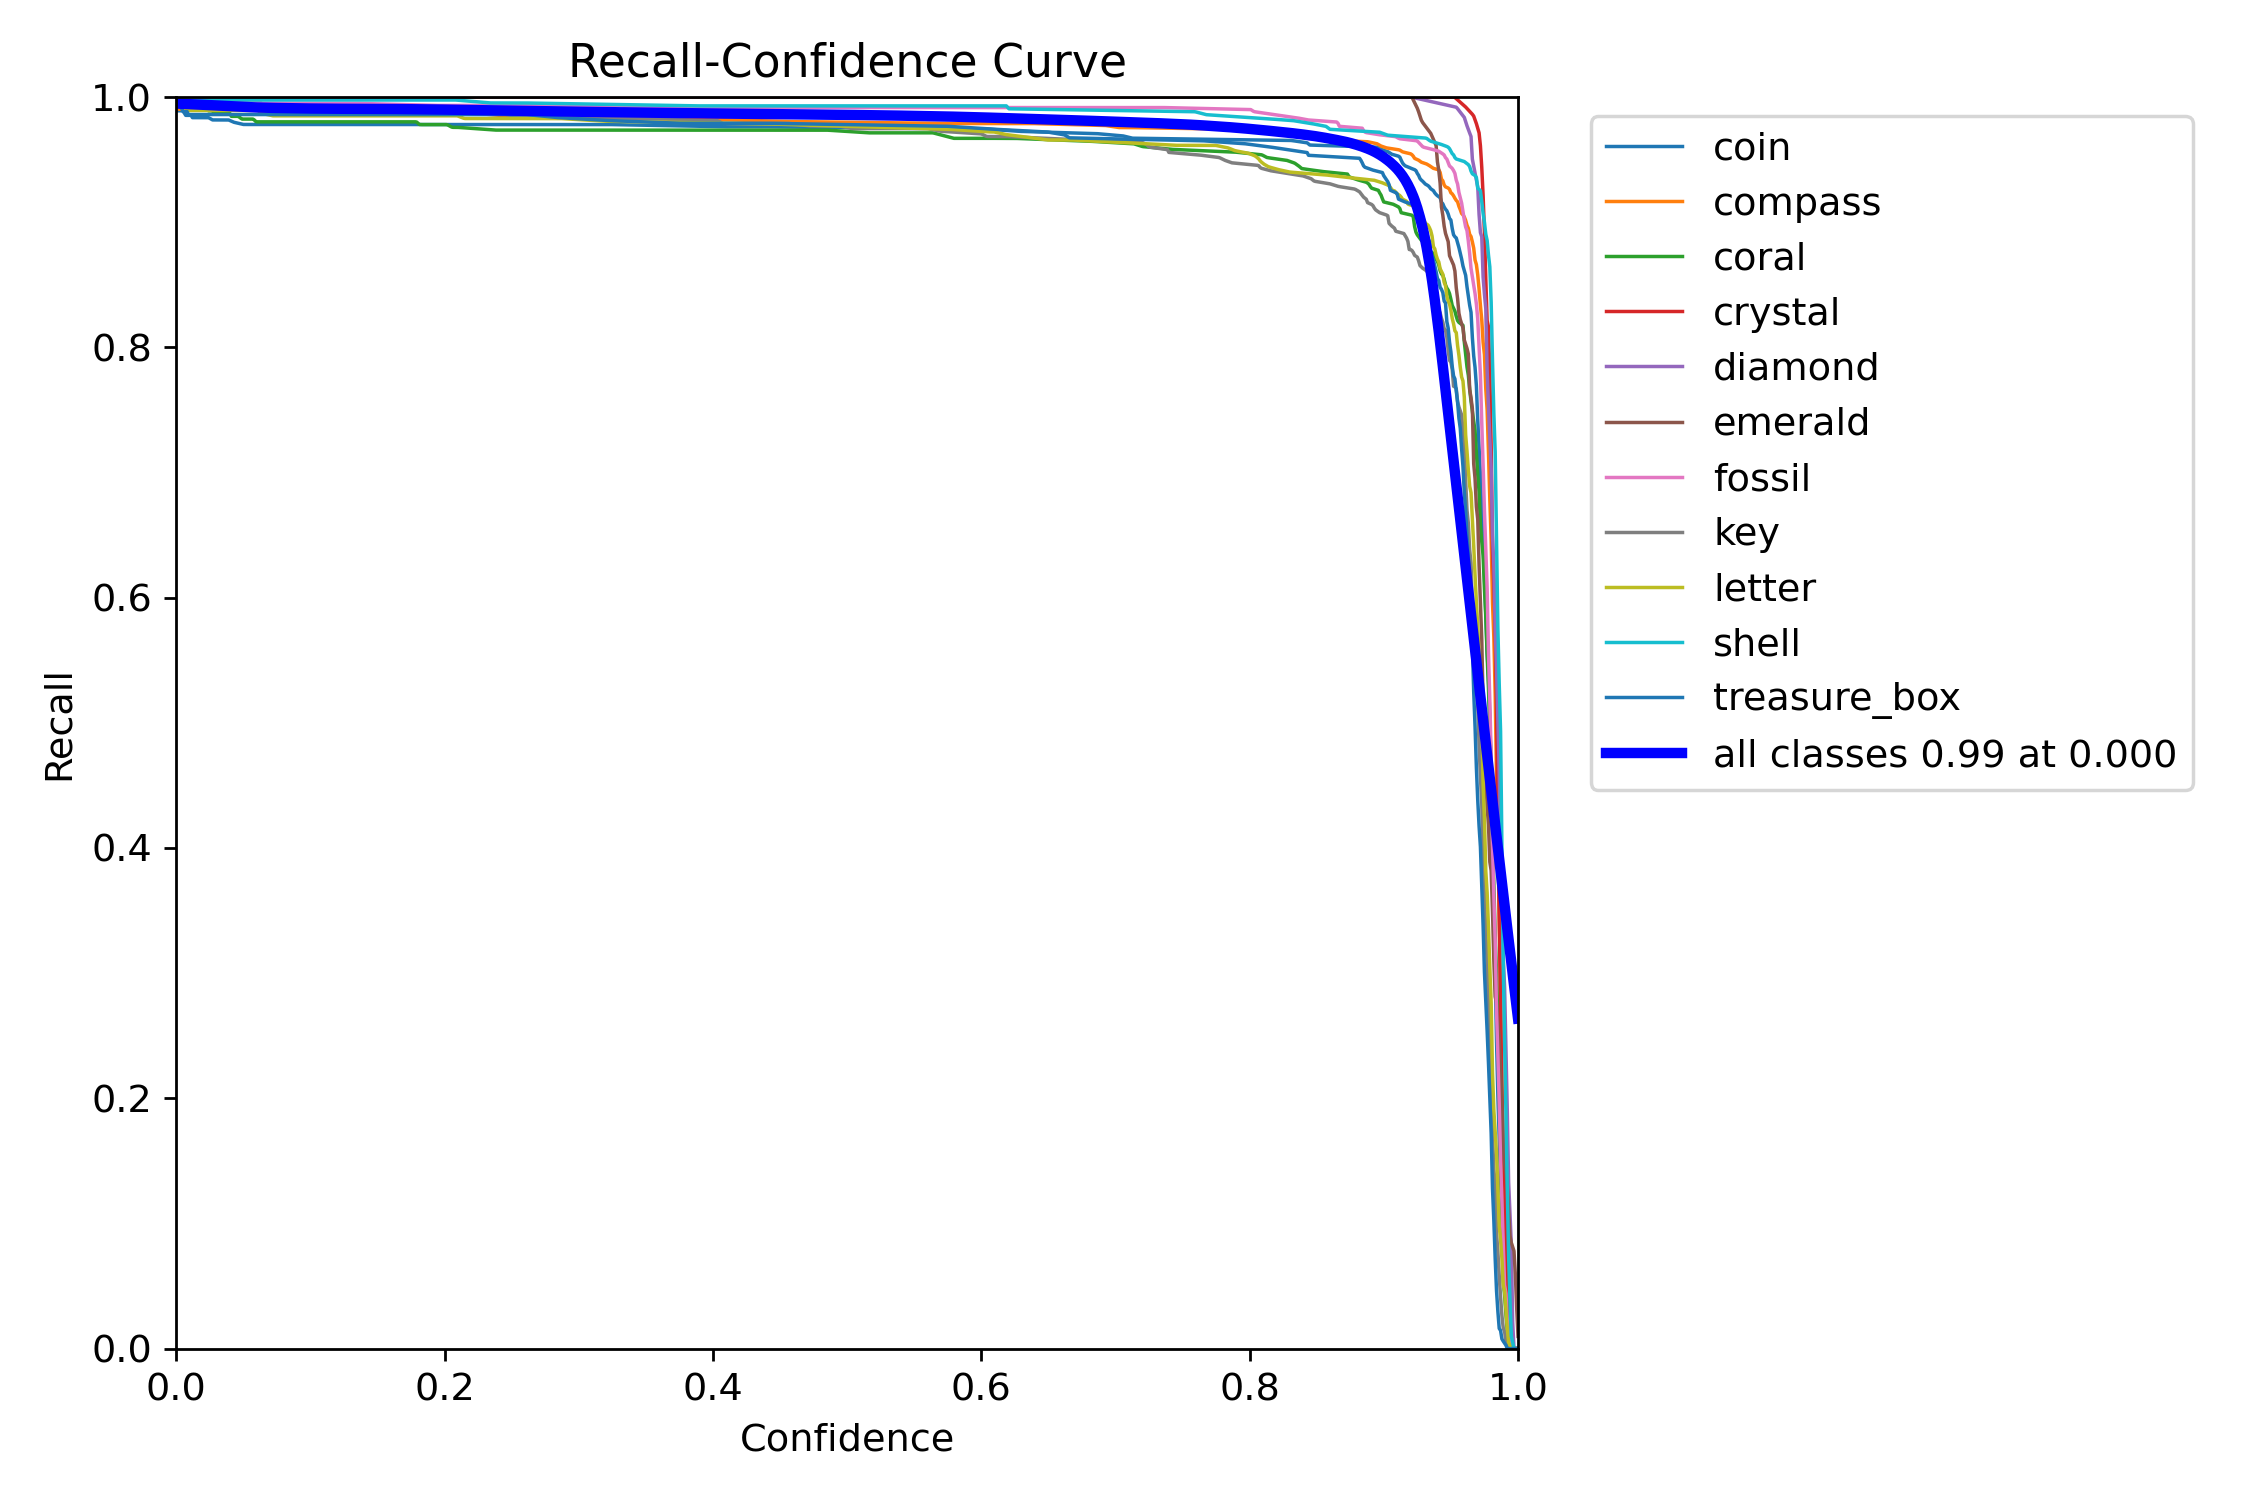 Recall-Confidence Curve
1.0
0.8
0.6
0.4
0.2
0.0
Recall
0.0 0.2 0.4 0.6 0.8 1.0
Confidence
coin
compass
coral
crystal
diamond
emerald
fossil
key
letter
shell
treasure_box
all classes 0.99 at 0.000